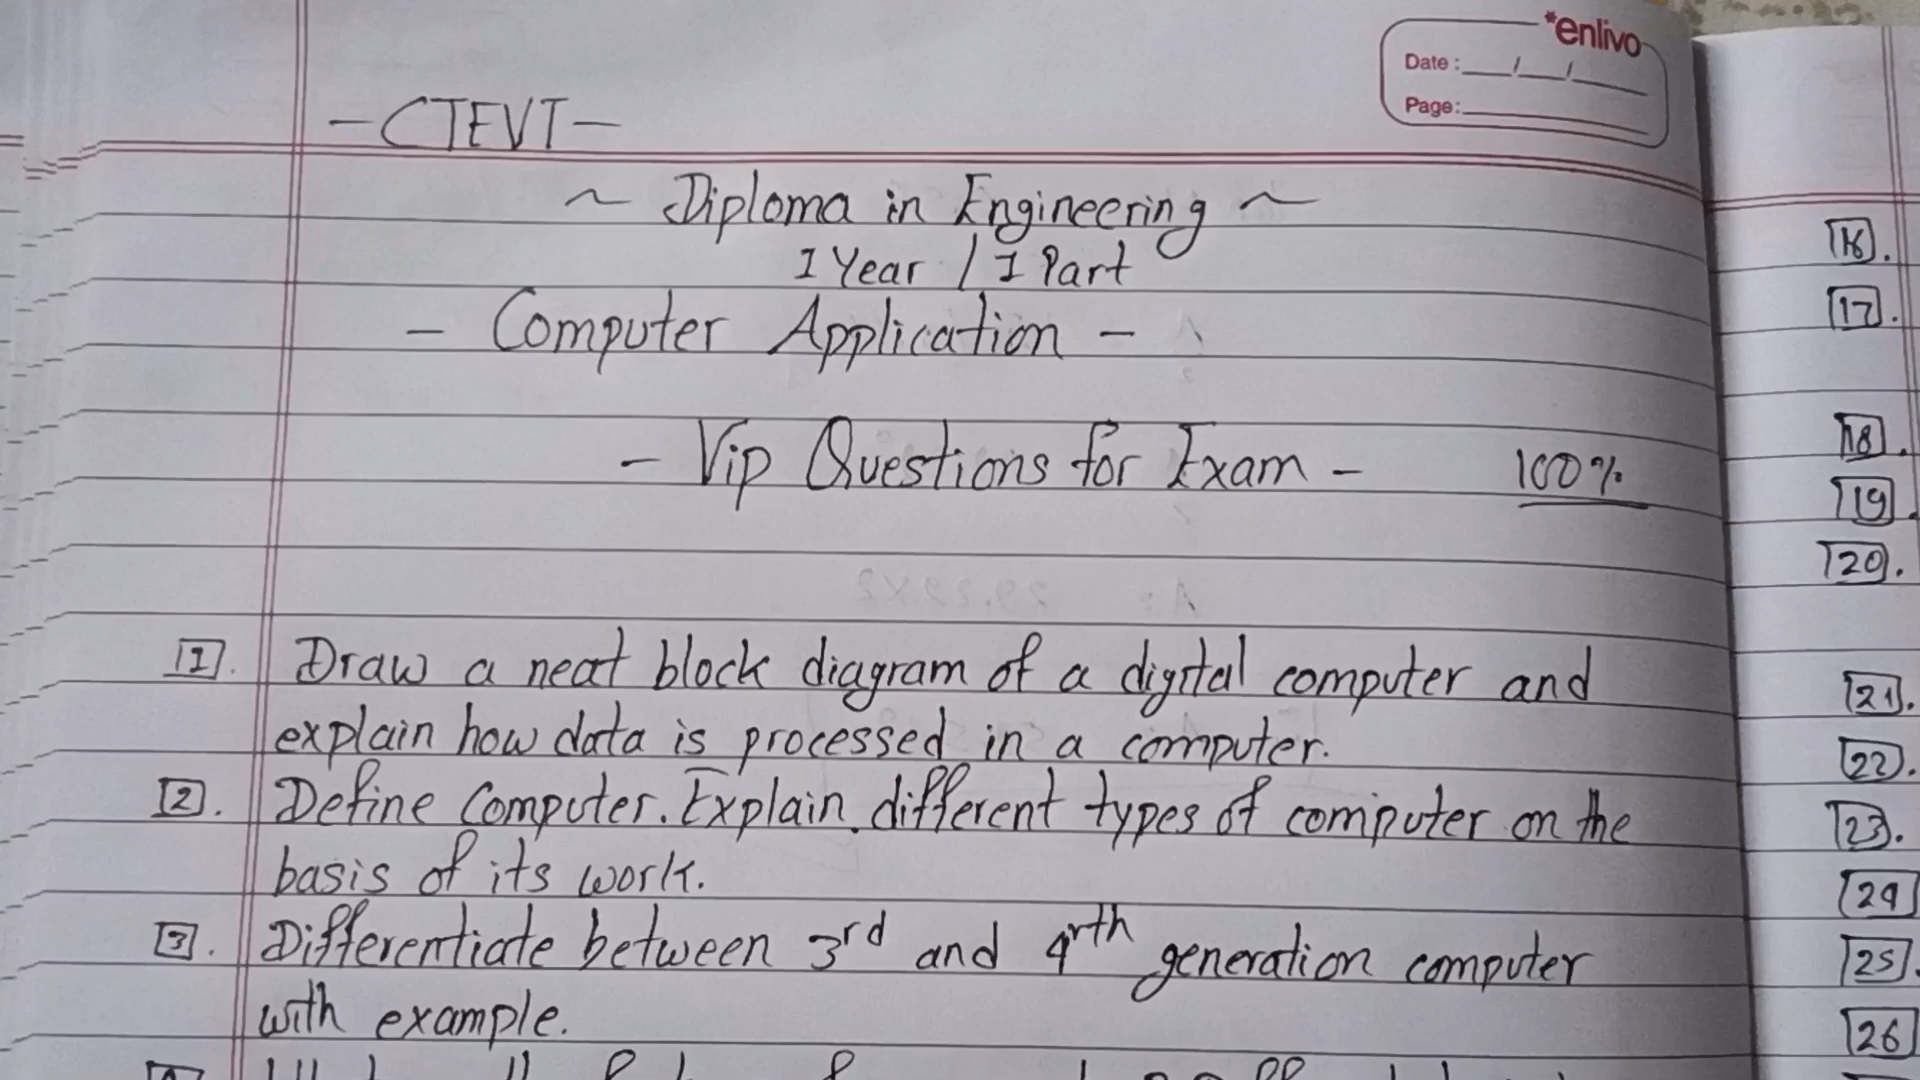 *enlivo
Date: __/__/__
Page:
-CTEVT-
~ Diploma in Engineering ~
I Year / I Part
- Computer Application -
- Vip Questions for Exam - 100%
1. Draw a neat block diagram of a digital computer and
explain how data is processed in a computer.
2. Define Computer. Explain different types of computer on the
basis of its work.
3. Differentiate between 3rd and 4rth generation computer
with example.
16.
17.
18.
19.
20.
21.
22.
23.
24
25.
26